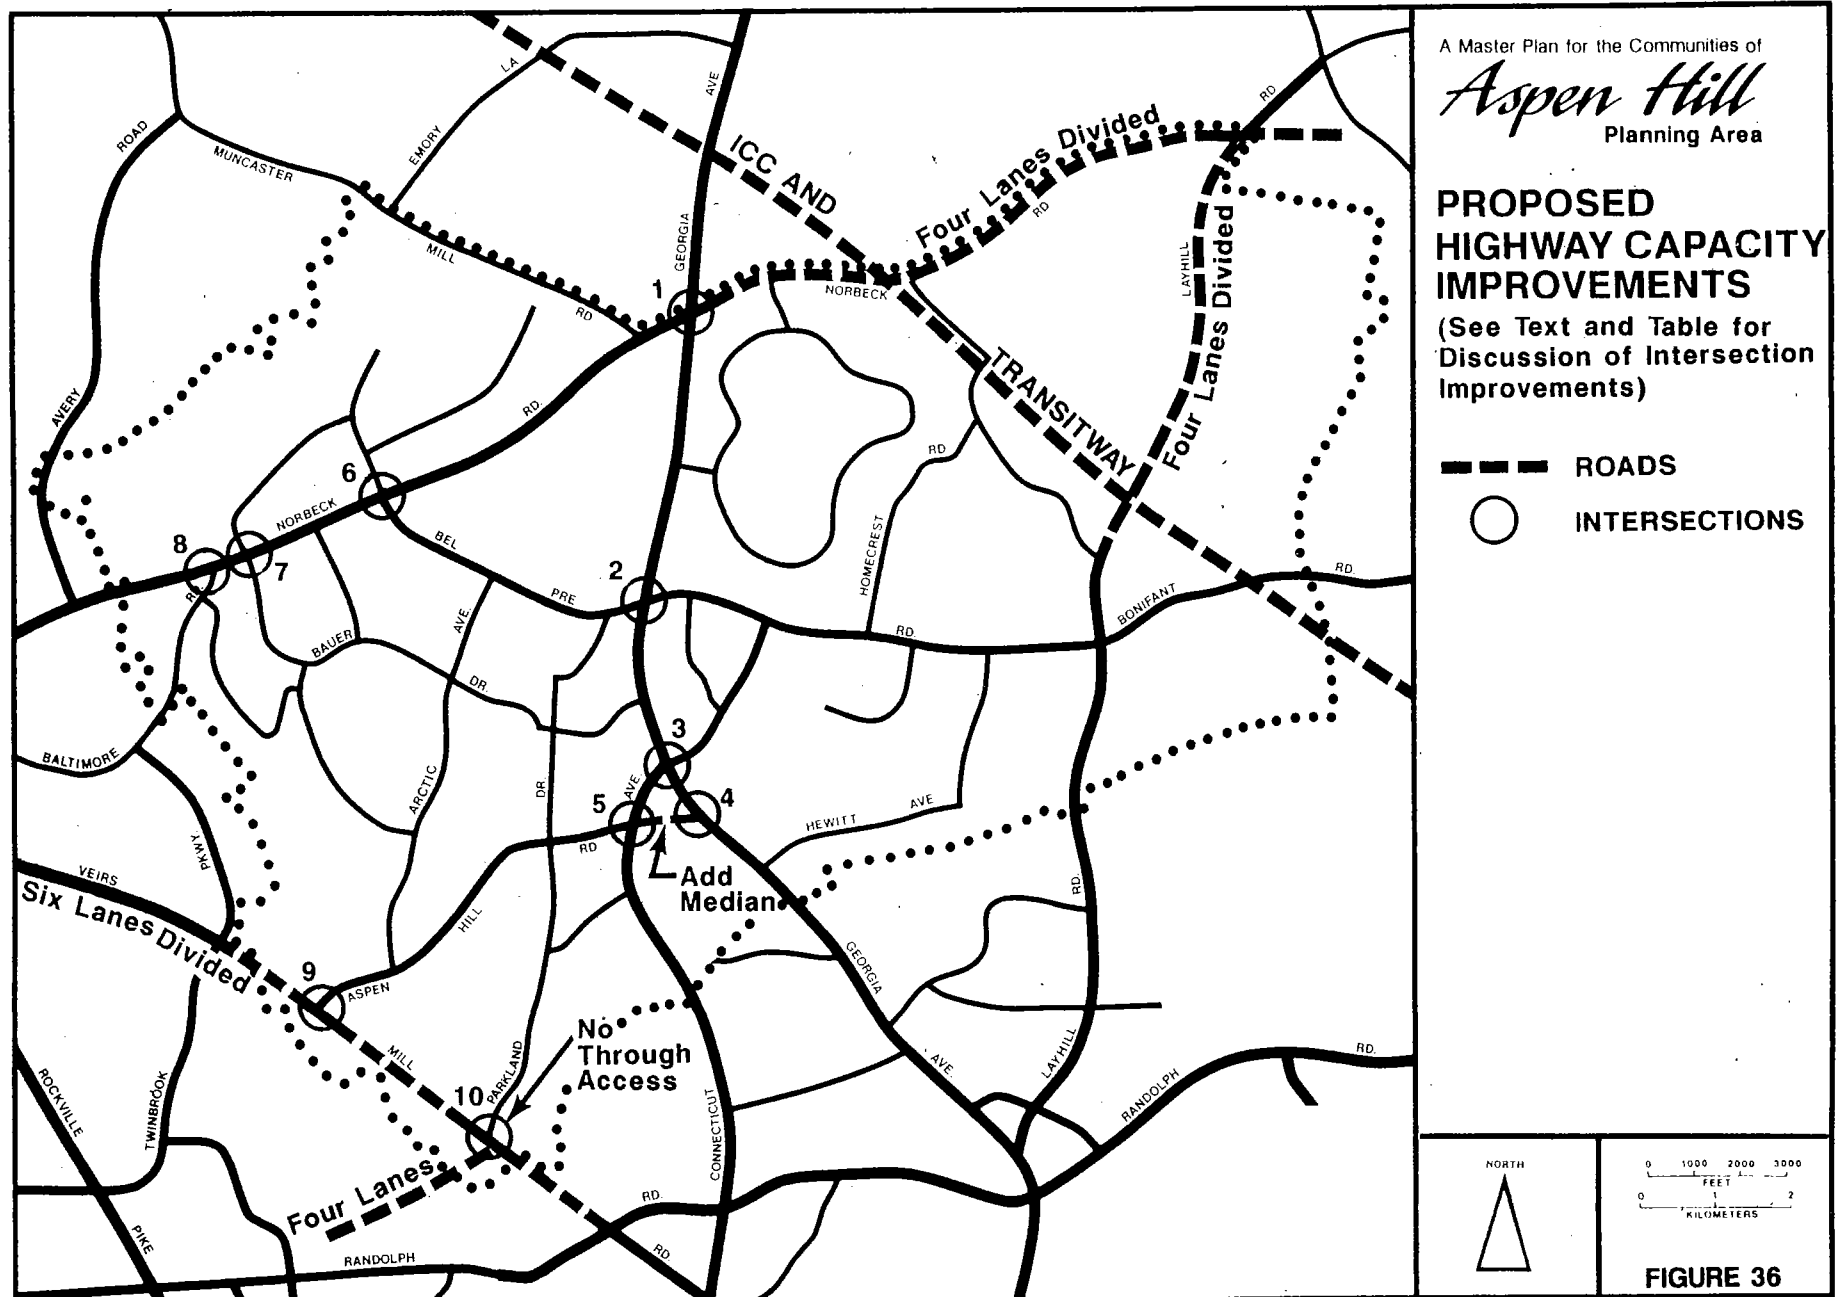 A Master Plan for the Communities of
Aspen Hill
Planning Area
PROPOSED
HIGHWAY CAPACITY
IMPROVEMENTS
(See Text and Table for
Discussion of Intersection
Improvements)
ROADS
INTERSECTIONS
NORTH
0 1000 2000 3000
FEET
0 1 2
KILOMETERS
FIGURE 36
ROAD
MUNCASTER
EMORY
LA
AVE
ICC AND
Four Lanes Divided
RD
RD
MILL
RD
GEORGIA
1
NORBECK
LAYHILL
Four Lanes Divided
TRANSITWAY
AVERY
RD.
6
NORBECK
8
7
RD
BEL
PRE
2
RD
HOMECREST
RD.
BONIFANT
RD.
BAUER
AVE.
DR.
BALTIMORE
ARCTIC
DR.
3
AVE.
4
5
RD
HEWITT
AVE
Add
Median
PKWY.
VEIRS
Six Lanes Divided
HILL
9
ASPEN
RD.
GEORGIA
No
Through
Access
MILL
10
PARKLAND
ROCKVILLE
TWINBROOK
CONNECTICUT
AVE.
LAYHILL
RANDOLPH
RD.
Four Lanes
RD.
PIKE
RANDOLPH
RD